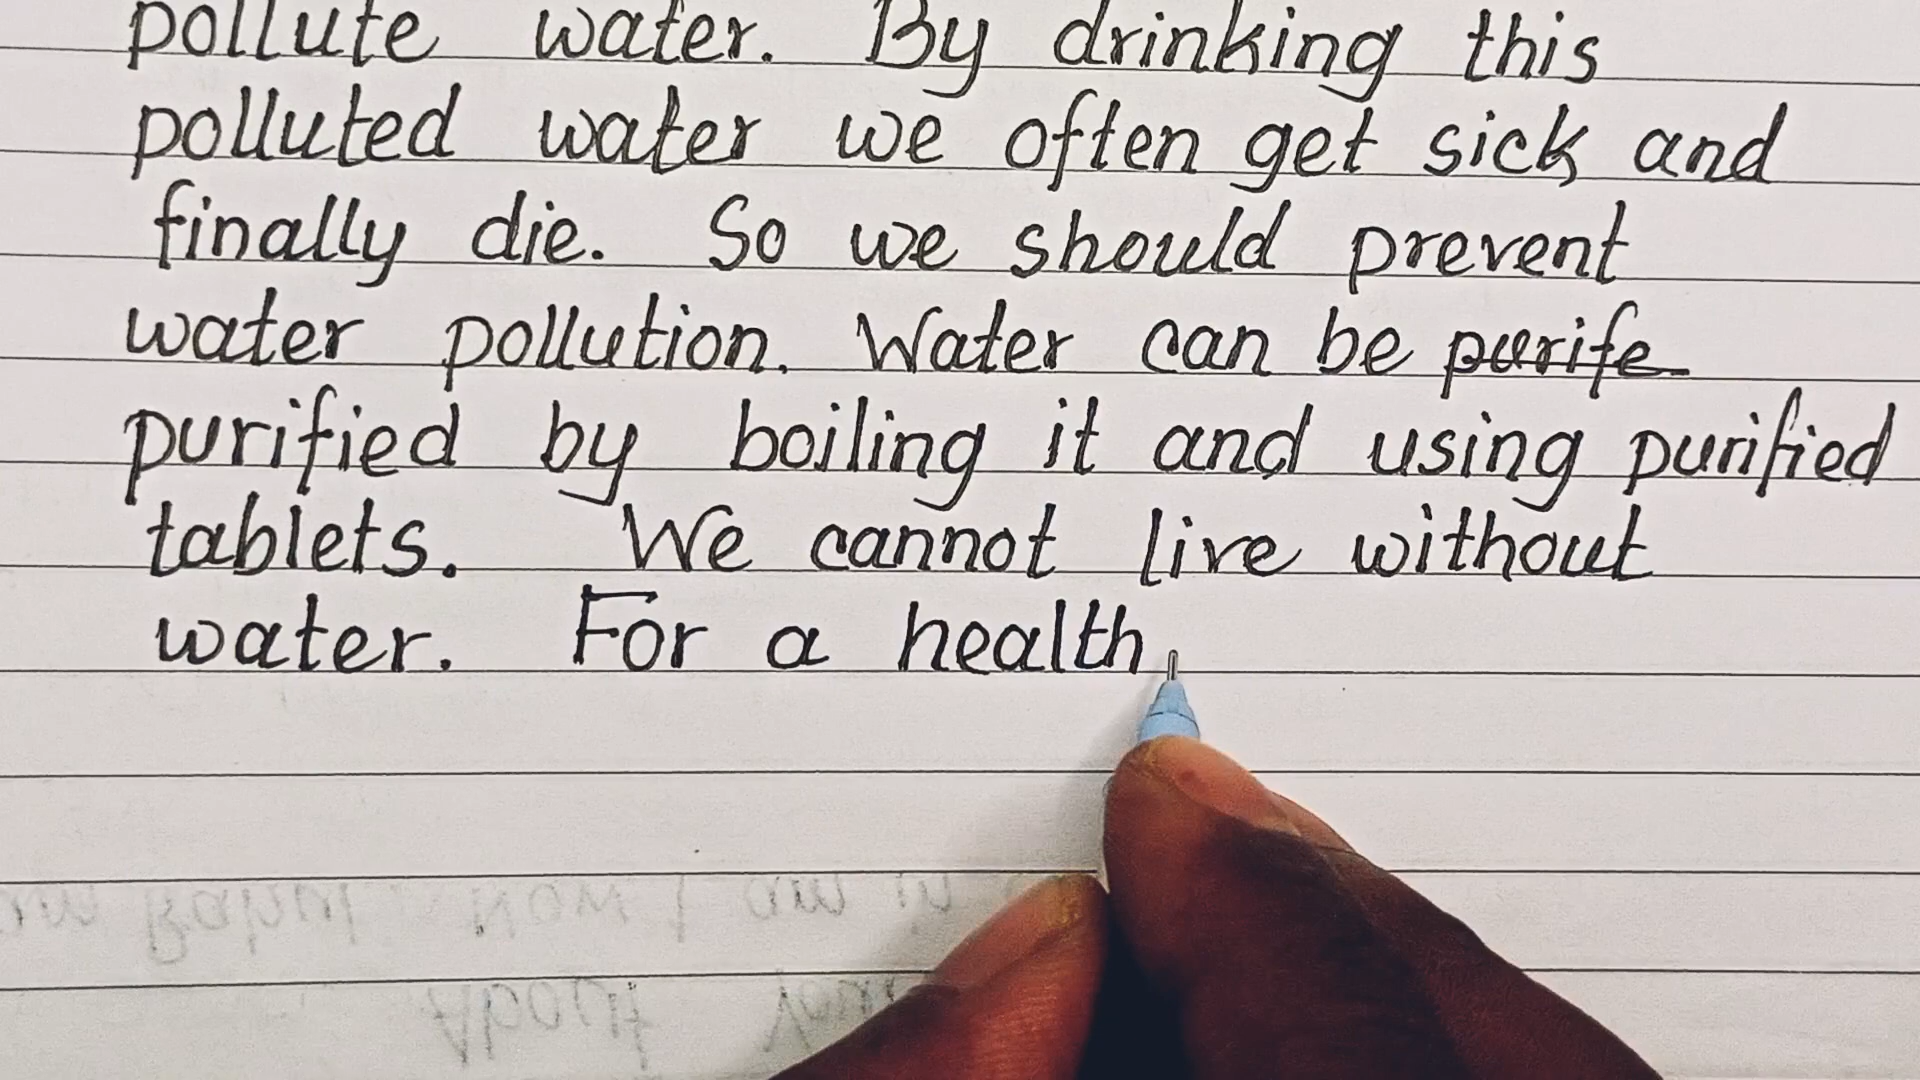 pollute water. By drinking this
polluted water we often get sick and
finally die. So we should prevent
water pollution. Water can be purife
purified by boiling it and using purified
tablets. We cannot live without
water. For a health